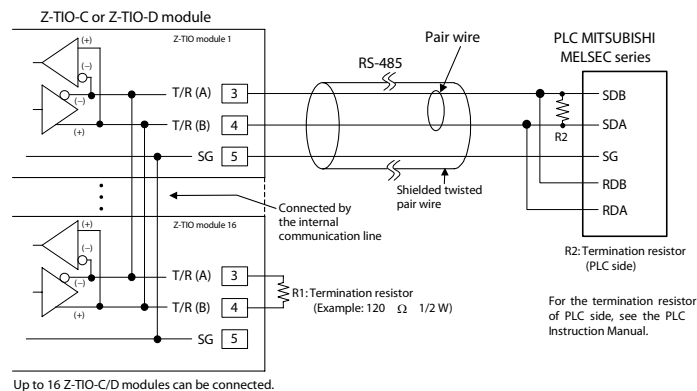 Z-TIO-C or Z-TIO-D module
Z-TIO module 1
(+)
(−)
(−)
(+)
T/R (A) 3
T/R (B) 4
SG 5
RS-485
Pair wire
Shielded twisted
pair wire
PLC MITSUBISHI
MELSEC series
SDB
SDA
SG
RDB
RDA
R2
R2: Termination resistor
(PLC side)
For the termination resistor
of PLC side, see the PLC
Instruction Manual.
Connected by
the internal
communication line
Z-TIO module 16
(+)
(−)
(−)
(+)
T/R (A) 3
T/R (B) 4
SG 5
R1: Termination resistor
(Example: 120 Ω 1/2 W)
Up to 16 Z-TIO-C/D modules can be connected.